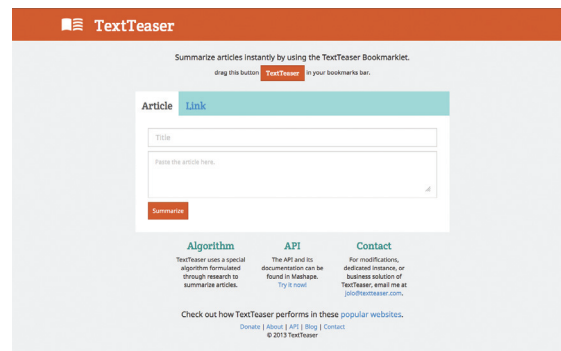 TextTeaser
Summarize articles instantly by using the TextTeaser Bookmarklet.
drag this button TextTeaser in your bookmarks bar.
Article Link
Title
Paste the article here.
Summarize
Algorithm
TextTeaser uses a special
algorithm formulated
through research to
summarize articles.
API
The API and its
documentation can be
found in Mashape.
Try it now!
Contact
For modifications,
dedicated instance, or
business solution of
TextTeaser, email me at
jolo@textteaser.com.
Check out how TextTeaser performs in these popular websites.
Donate | About | API | Blog | Contact
© 2013 TextTeaser